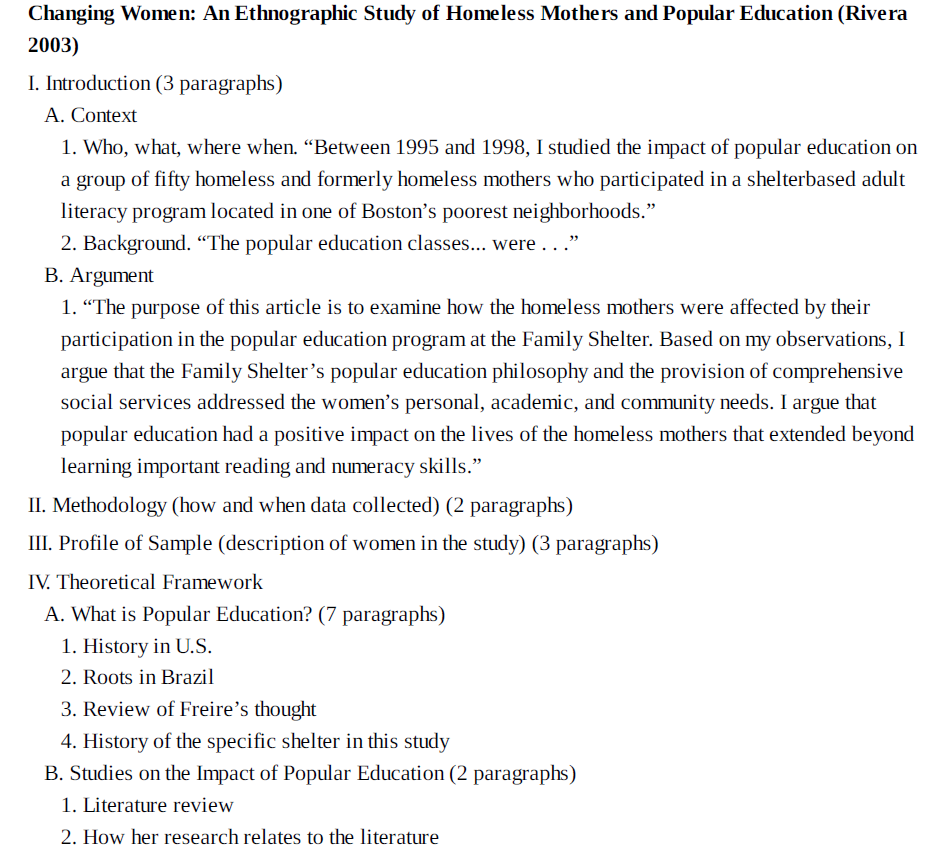 Changing Women: An Ethnographic Study of Homeless Mothers and Popular Education (Rivera
2003)
I. Introduction (3 paragraphs)
A. Context
1. Who, what, where when. “Between 1995 and 1998, I studied the impact of popular education on
a group of fifty homeless and formerly homeless mothers who participated in a shelterbased adult
literacy program located in one of Boston’s poorest neighborhoods.”
2. Background. “The popular education classes... were . . .”
B. Argument
1. “The purpose of this article is to examine how the homeless mothers were affected by their
participation in the popular education program at the Family Shelter. Based on my observations, I
argue that the Family Shelter’s popular education philosophy and the provision of comprehensive
social services addressed the women’s personal, academic, and community needs. I argue that
popular education had a positive impact on the lives of the homeless mothers that extended beyond
learning important reading and numeracy skills.”
II. Methodology (how and when data collected) (2 paragraphs)
III. Profile of Sample (description of women in the study) (3 paragraphs)
IV. Theoretical Framework
A. What is Popular Education? (7 paragraphs)
1. History in U.S.
2. Roots in Brazil
3. Review of Freire’s thought
4. History of the specific shelter in this study
B. Studies on the Impact of Popular Education (2 paragraphs)
1. Literature review
2. How her research relates to the literature